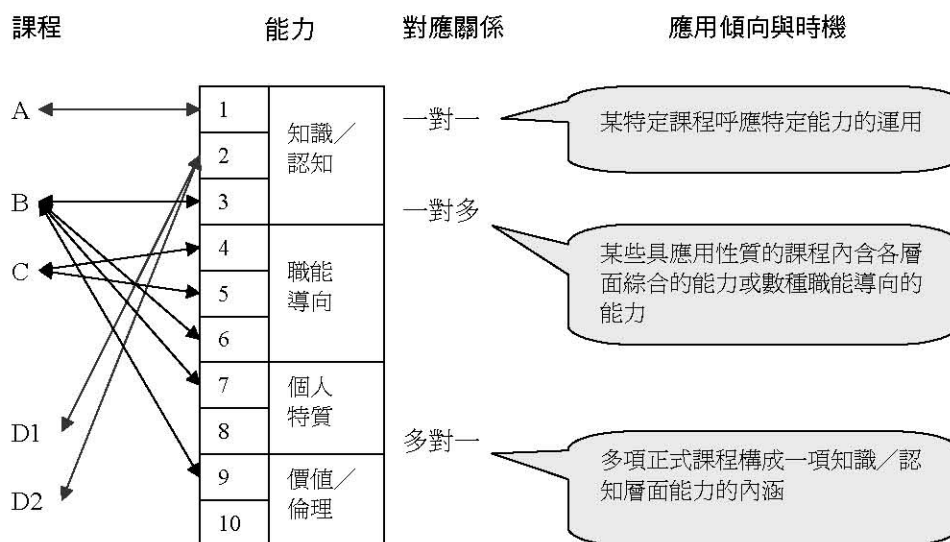 課程 能力 對應關係 應用傾向與時機
A
B
C
D1
D2
1
2
3
4
5
6
7
8
9
10
知識／
認知
職能
導向
個人
特質
價值／
倫理
一對一
一對多
多對一
某特定課程呼應特定能力的運用
某些具應用性質的課程內含各層
面綜合的能力或數種職能導向的
能力
多項正式課程構成一項知識／認
知層面能力的內涵